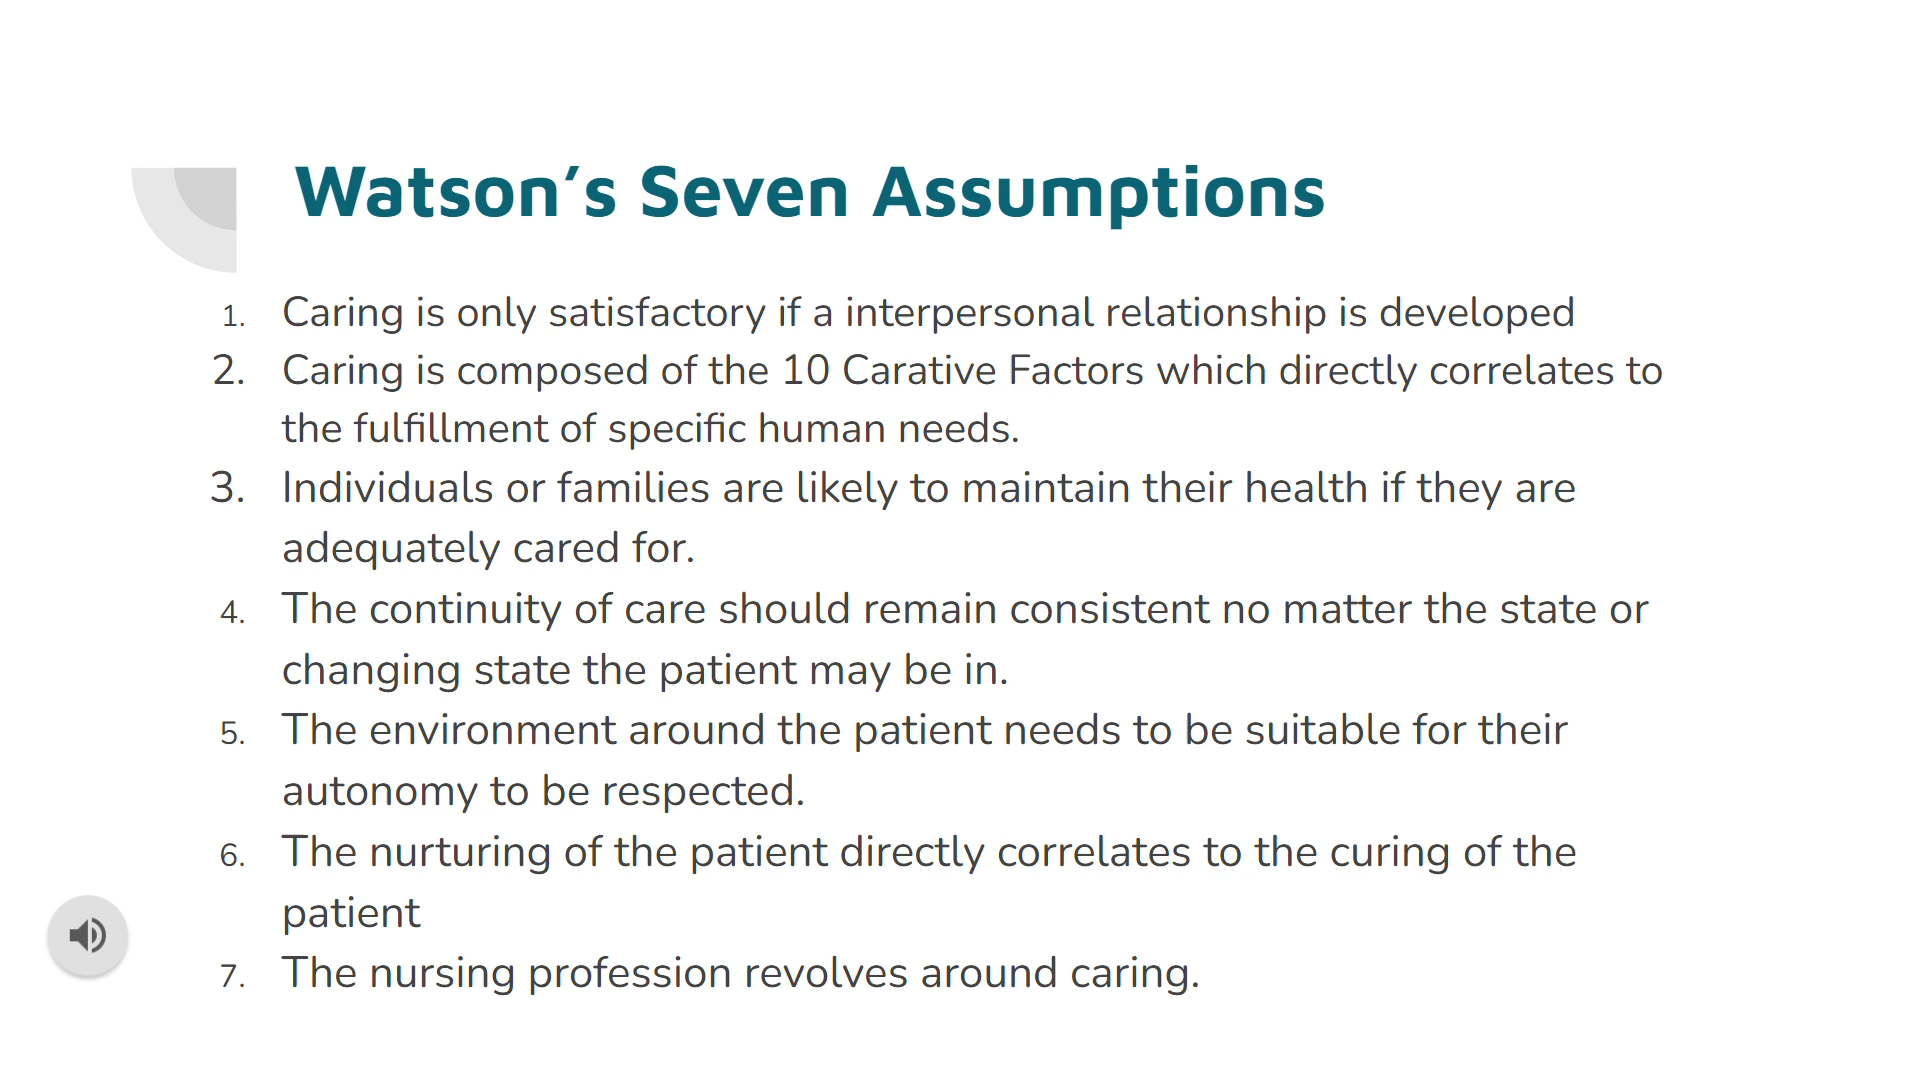 Watson’s Seven Assumptions
1. Caring is only satisfactory if a interpersonal relationship is developed
2. Caring is composed of the 10 Carative Factors which directly correlates to
the fulfillment of specific human needs.
3. Individuals or families are likely to maintain their health if they are
adequately cared for.
4. The continuity of care should remain consistent no matter the state or
changing state the patient may be in.
5. The environment around the patient needs to be suitable for their
autonomy to be respected.
6. The nurturing of the patient directly correlates to the curing of the
patient
7. The nursing profession revolves around caring.